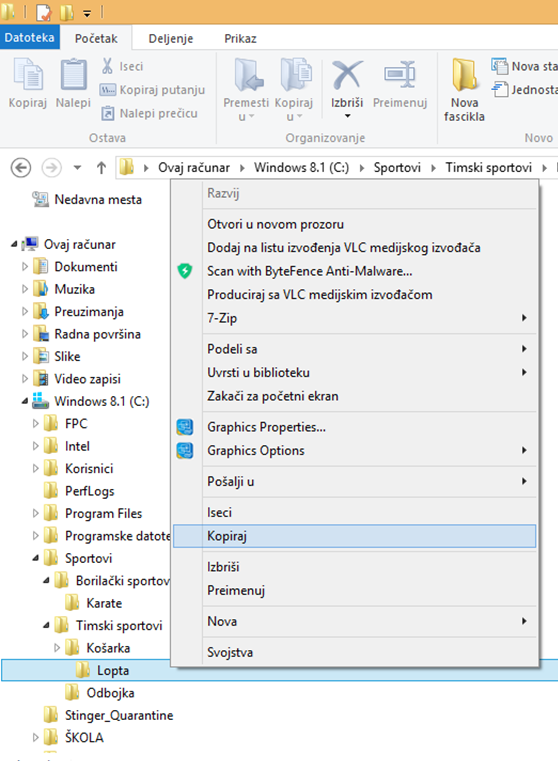 Datoteka Početak Deljenje Prikaz
Kopiraj Nalepi Iseci
Kopiraj putanju
Nalepi prečicu
Ostava
Premesti u Kopiraj u Izbriši Preimenuj
Organizovanje
Nova fascikla Nova sta
Jednosta
Novo
Ovaj računar Windows 8.1 (C:) Sportovi Timski sportovi
Nedavna mesta
Ovaj računar
Dokumenti
Muzika
Preuzimanja
Radna površina
Slike
Video zapisi
Windows 8.1 (C:)
FPC
Intel
Korisnici
PerfLogs
Program Files
Programske datote
Sportovi
Borilački sportov
Karate
Timski sportovi
Košarka
Lopta
Odbojka
Stinger_Quarantine
ŠKOLA
Razvij
Otvori u novom prozoru
Dodaj na listu izvođenja VLC medijskog izvođača
Scan with ByteFence Anti-Malware...
Produciraj sa VLC medijskim izvođačom
7-Zip
Podeli sa
Uvrsti u biblioteku
Zakači za početni ekran
Graphics Properties...
Graphics Options
Pošalji u
Iseci
Kopiraj
Izbriši
Preimenuj
Nova
Svojstva